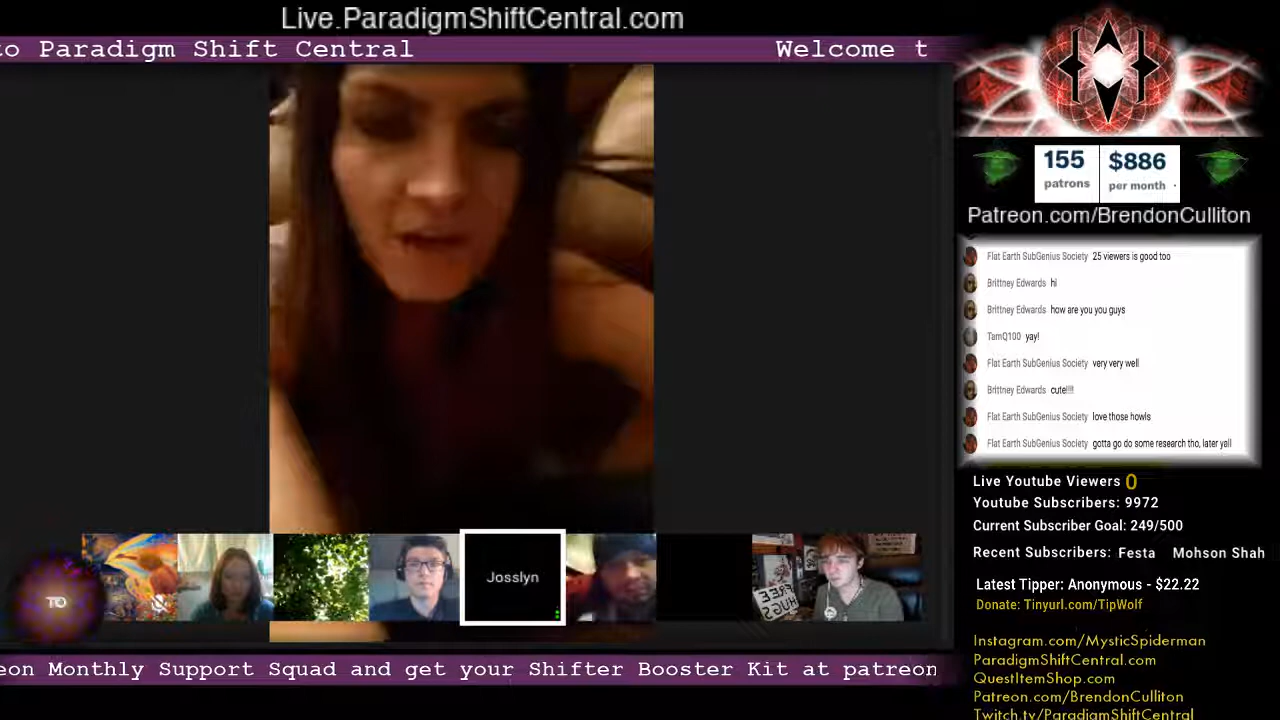 Live.ParadigmShiftCentral.com
to Paradigm Shift Central
Welcome t
155
patrons
$886
per month
Patreon.com/BrendonCulliton
Flat Earth SubGenius Society 25 viewers is good too
Brittney Edwards hi
Brittney Edwards how are you you guys
TamQ100 yay!
Flat Earth SubGenius Society very very well
Brittney Edwards cute!!!!
Flat Earth SubGenius Society love those howls
Flat Earth SubGenius Society gotta go do some research tho, later yall
Live Youtube Viewers 0
Youtube Subscribers: 9972
Current Subscriber Goal: 249/500
Recent Subscribers: Festa Mohson Shah
Latest Tipper: Anonymous - $22.22
Donate: Tinyurl.com/TipWolf
Instagram.com/MysticSpiderman
ParadigmShiftCentral.com
QuestItemShop.com
Patreon.com/BrendonCulliton
Twitch.tv/ParadigmShiftCentral
Josslyn
FREE
HUGS
TO
eon Monthly Support Squad and get your Shifter Booster Kit at patreon